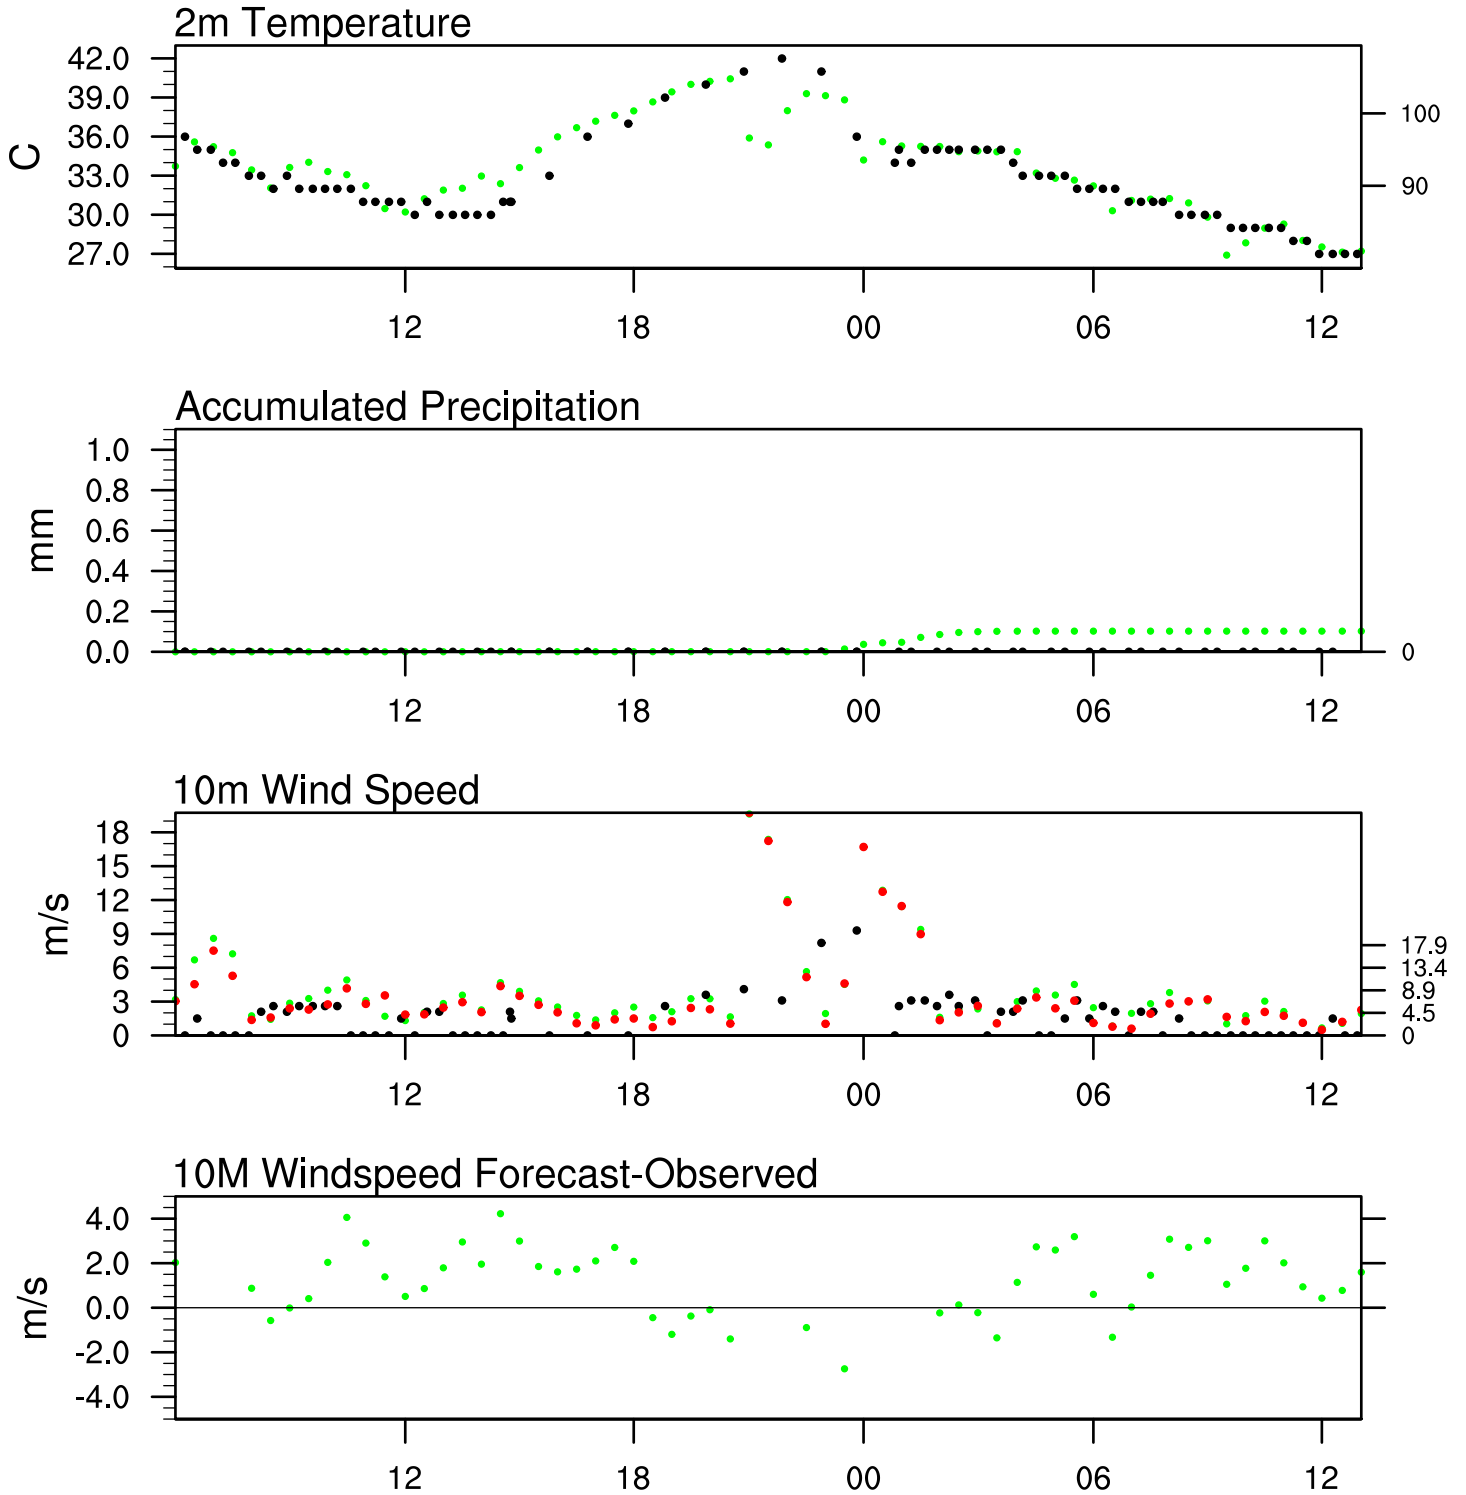 2m Temperature
42.0
39.0
36.0
33.0
30.0
27.0
C
100
90
12 18 00 06 12
Accumulated Precipitation
1.0
0.8
0.6
0.4
0.2
0.0
mm
0
12 18 00 06 12
10m Wind Speed
18
15
12
9
6
3
0
m/s
17.9
13.4
8.9
4.5
0
12 18 00 06 12
10M Windspeed Forecast-Observed
4.0
2.0
0.0
-2.0
-4.0
m/s
12 18 00 06 12